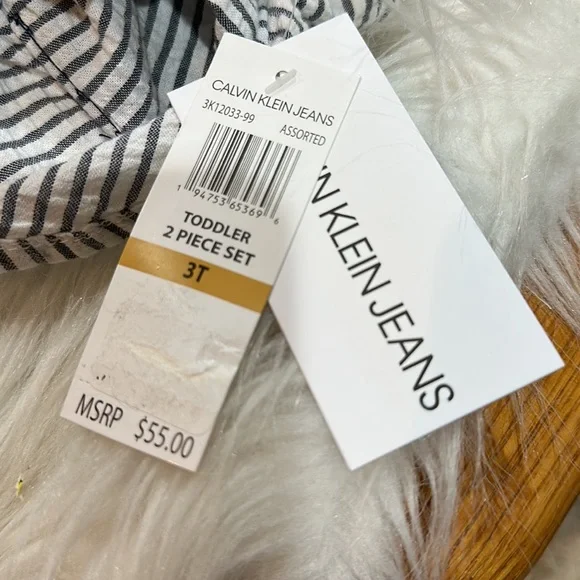 CALVIN KLEIN JEANS
3K12033-99 ASSORTED
1 94753 65369 6
TODDLER
2 PIECE SET
3T
MSRP $55.00
N KLEIN JEANS